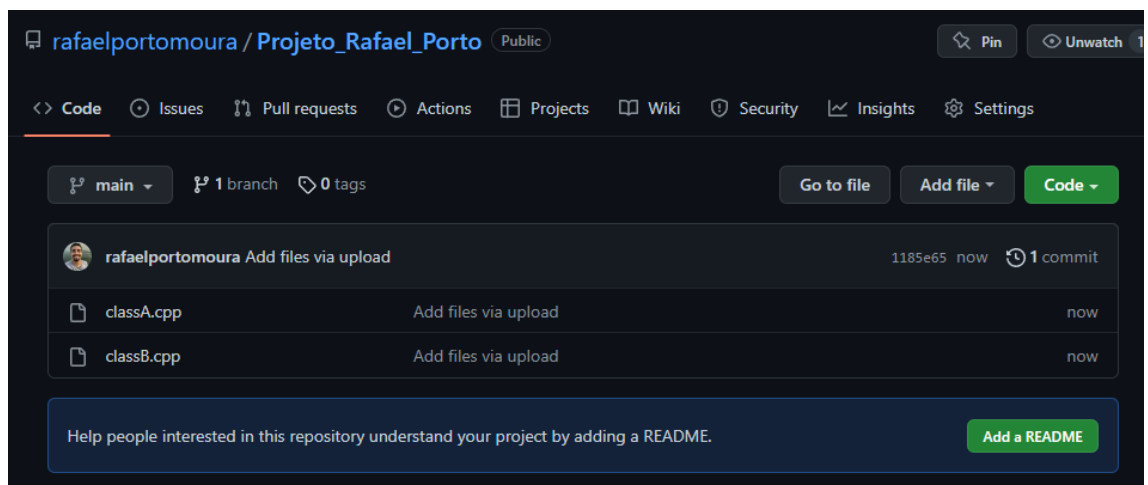 rafaelportomoura / Projeto_Rafael_Porto Public Pin Unwatch 1
Code Issues Pull requests Actions Projects Wiki Security Insights Settings
main 1 branch 0 tags Go to file Add file Code
rafaelportomoura Add files via upload 1185e65 now 1 commit
classA.cpp Add files via upload now
classB.cpp Add files via upload now
Help people interested in this repository understand your project by adding a README. Add a README